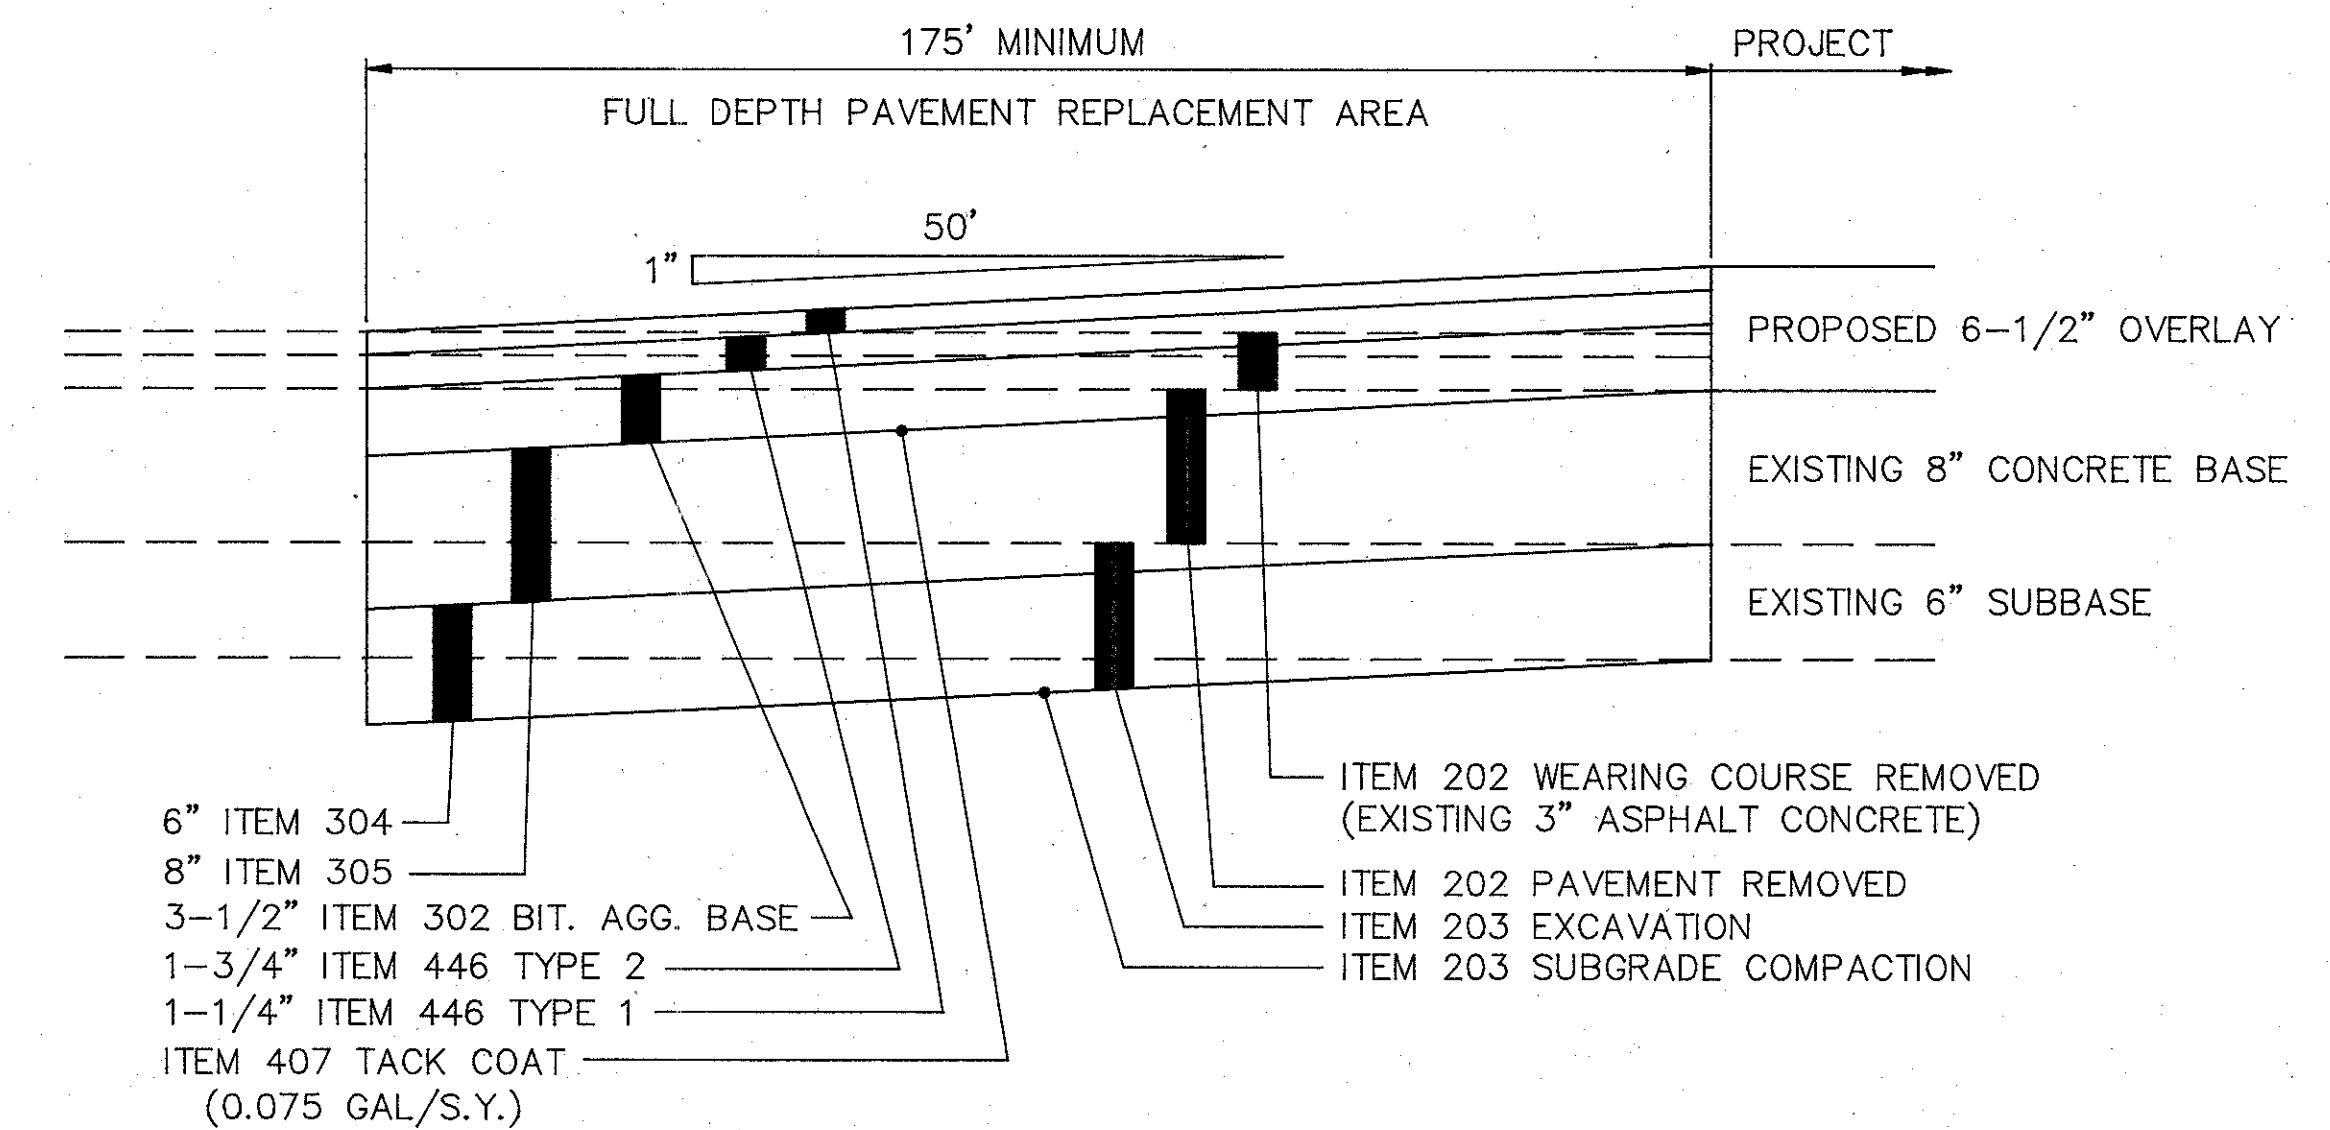 175' MINIMUM
PROJECT
FULL DEPTH PAVEMENT REPLACEMENT AREA
50'
1"
PROPOSED 6-1/2" OVERLAY
EXISTING 8" CONCRETE BASE
EXISTING 6" SUBBASE
6" ITEM 304
8" ITEM 305
3-1/2" ITEM 302 BIT. AGG. BASE
1-3/4" ITEM 446 TYPE 2
1-1/4" ITEM 446 TYPE 1
ITEM 407 TACK COAT
(0.075 GAL/S.Y.)
ITEM 202 WEARING COURSE REMOVED
(EXISTING 3" ASPHALT CONCRETE)
ITEM 202 PAVEMENT REMOVED
ITEM 203 EXCAVATION
ITEM 203 SUBGRADE COMPACTION